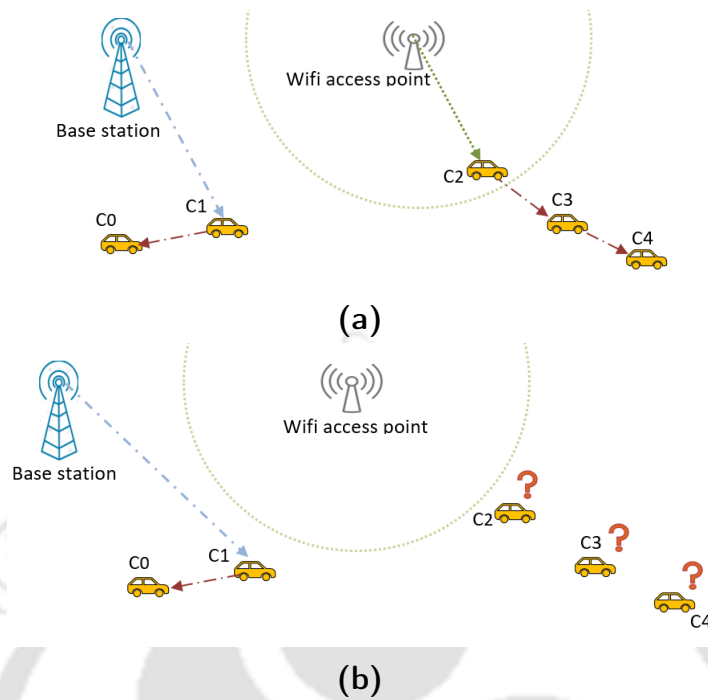 Wifi access point
Base station
C2
C3
C0
C1
C4
(a)
Wifi access point
Base station
C2
C3
C0
C1
C4
(b)